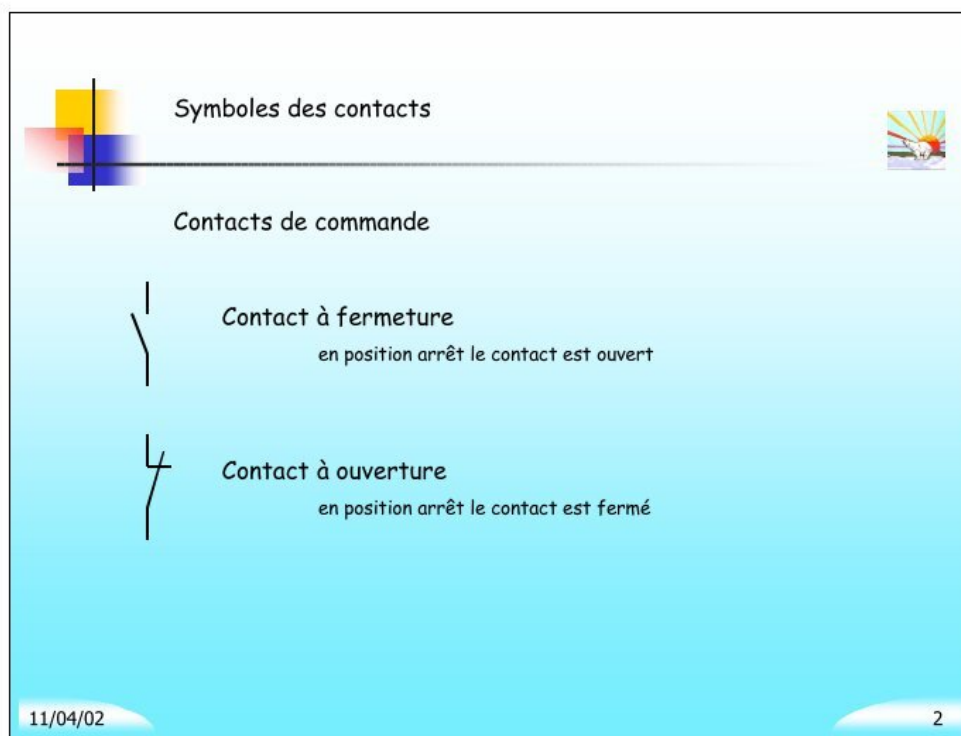 Symboles des contacts
Contacts de commande
Contact à fermeture
en position arrêt le contact est ouvert
Contact à ouverture
en position arrêt le contact est fermé
11/04/02
2